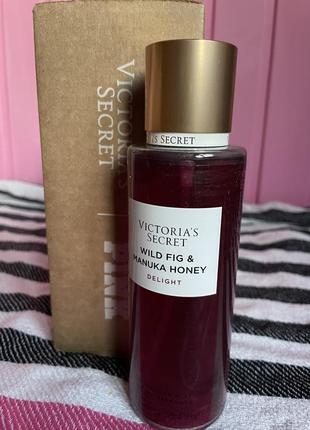 VICTORIA'S
SECRET
PINK
'S SECRET
VICTORIA'S
SECRET
WILD FIG &
MANUKA HONEY
DELIGHT